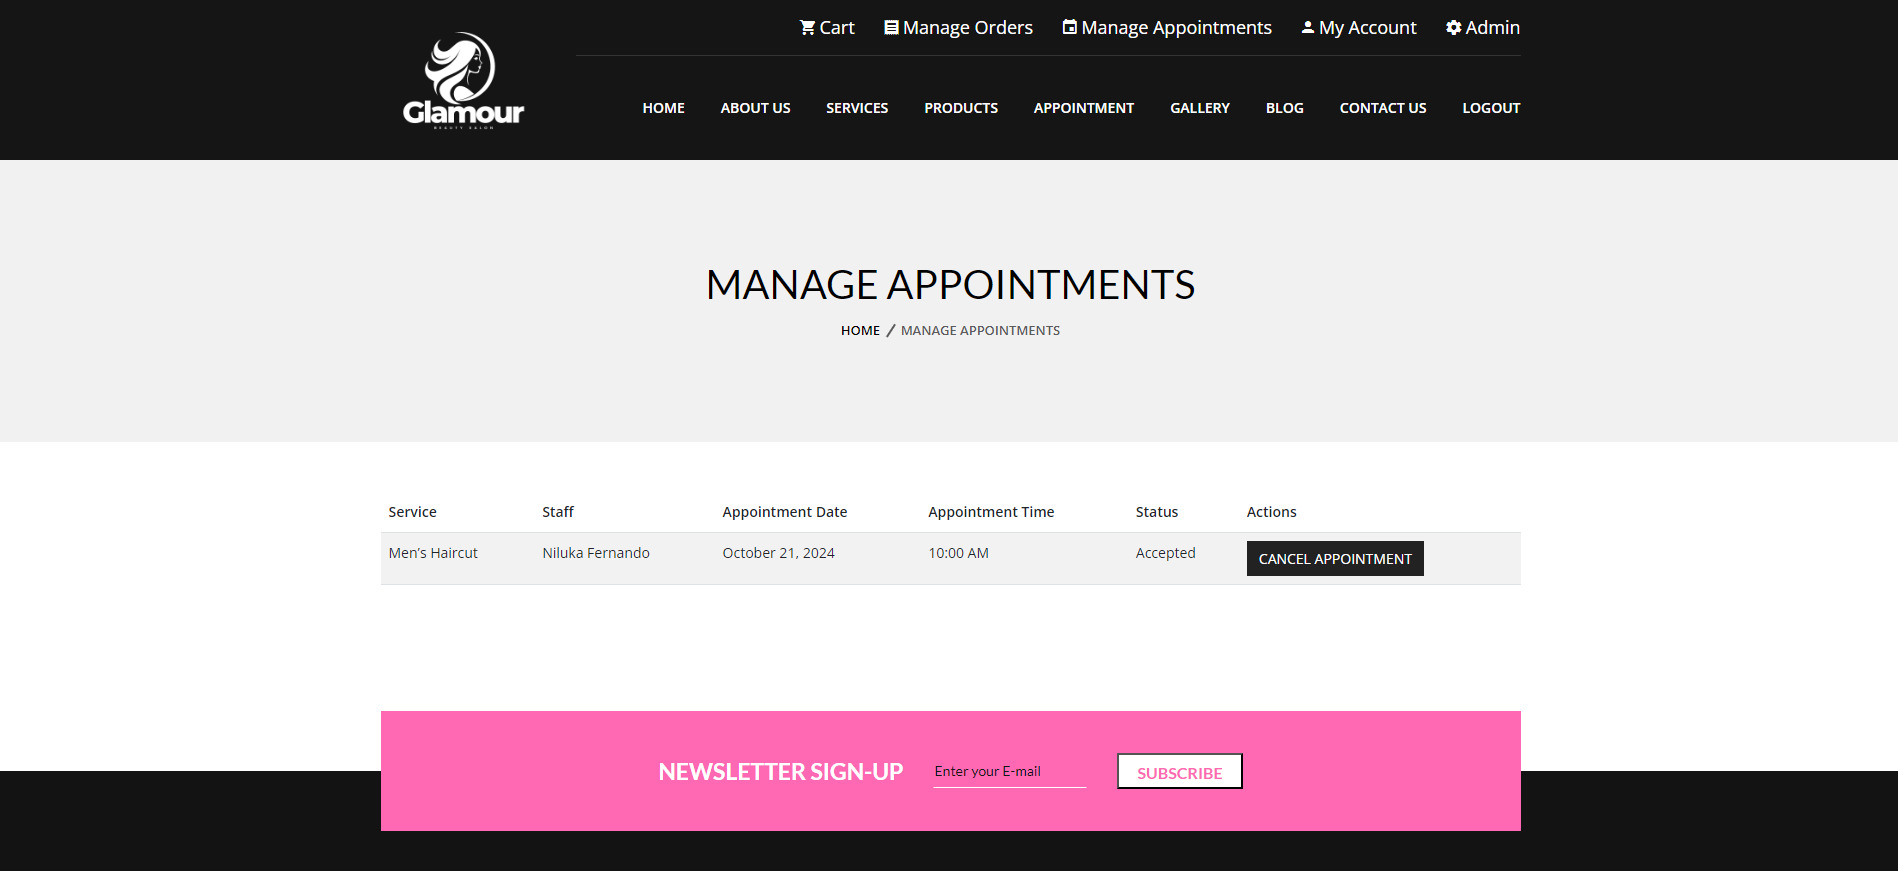 Cart Manage Orders Manage Appointments My Account Admin
Glamour
BEAUTY SALON
HOME ABOUT US SERVICES PRODUCTS APPOINTMENT GALLERY BLOG CONTACT US LOGOUT
MANAGE APPOINTMENTS
HOME / MANAGE APPOINTMENTS
Service Staff Appointment Date Appointment Time Status Actions
Men's Haircut Niluka Fernando October 21, 2024 10:00 AM Accepted CANCEL APPOINTMENT
NEWSLETTER SIGN-UP Enter your E-mail SUBSCRIBE